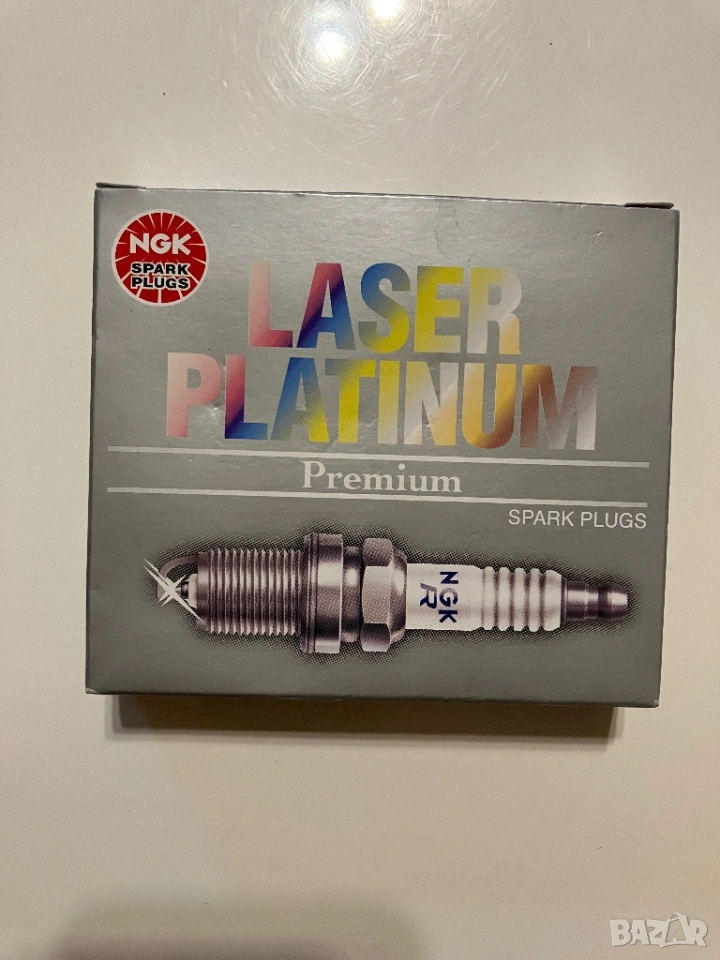 NGK
SPARK
PLUGS
LASER
PLATINUM
Premium
SPARK PLUGS
NGK
R
BAZAR